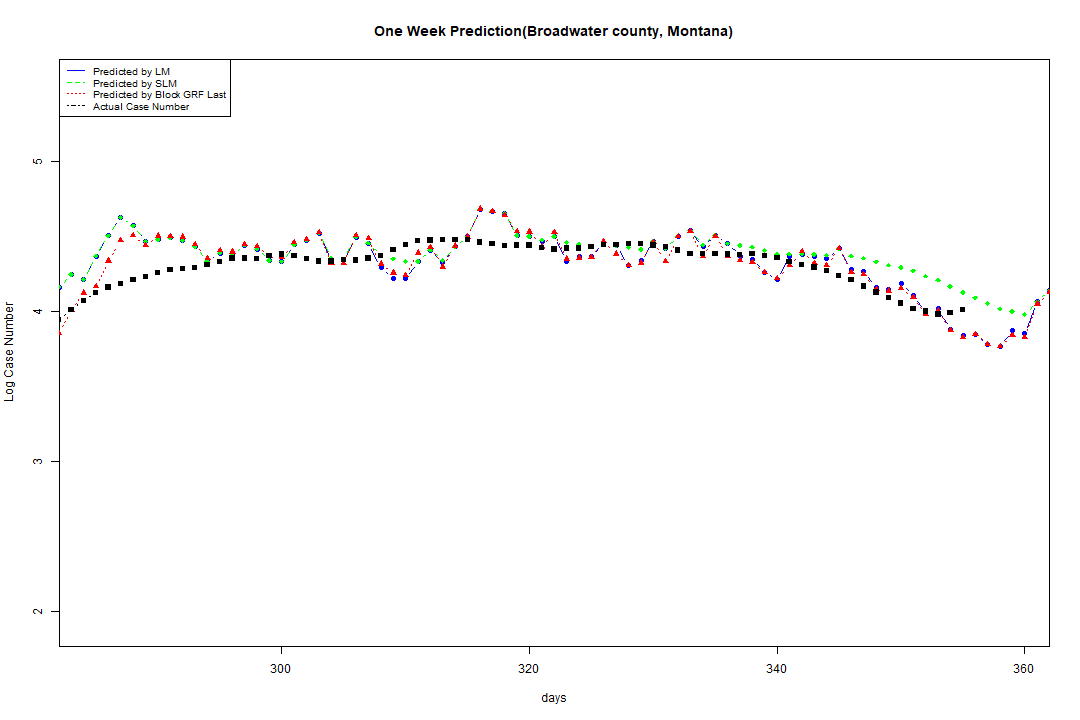 One Week Prediction(Broadwater county, Montana)
Predicted by LM
Predicted by SLM
Predicted by Block GRF Last
Actual Case Number
5
4
3
2
Log Case Number
300
320
340
360
days